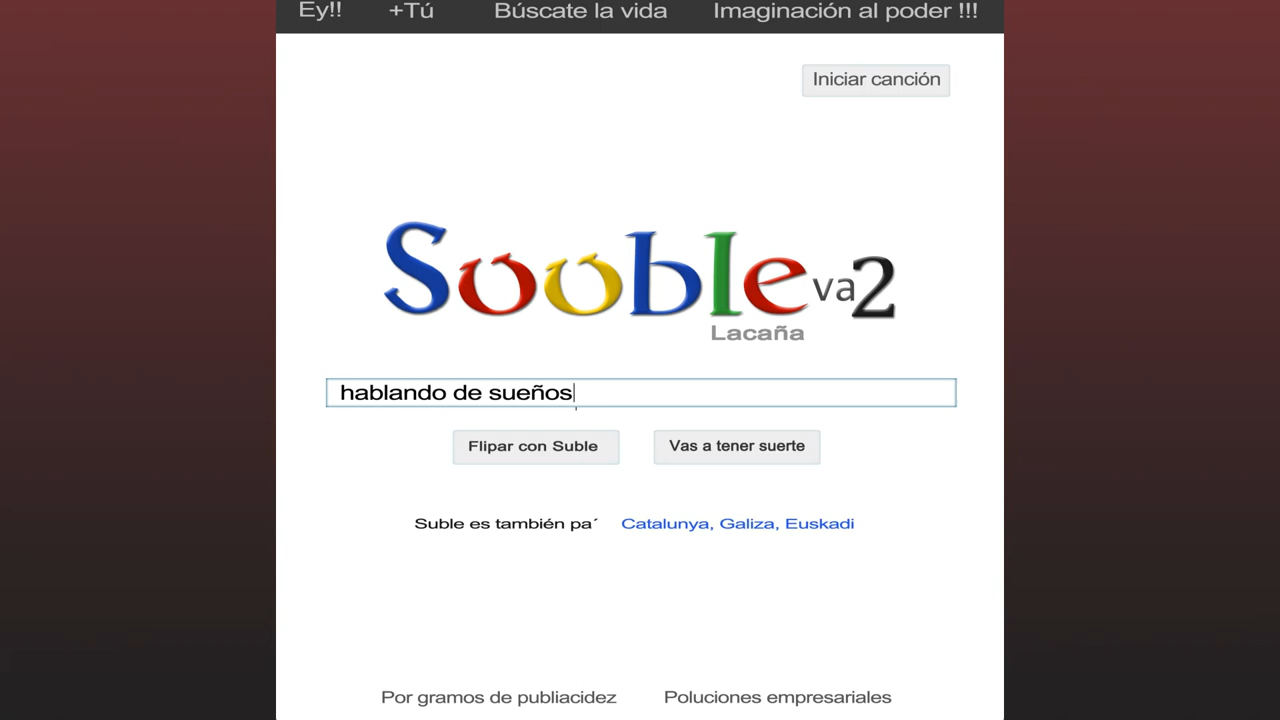 Ey!! +Tú Búscate la vida Imaginación al poder !!!
Iniciar canción
Sooble va2
Lacaña
hablando de sueños
Flipar con Suble Vas a tener suerte
Suble es también pa´ Catalunya, Galiza, Euskadi
Por gramos de publiacidez Poluciones empresariales